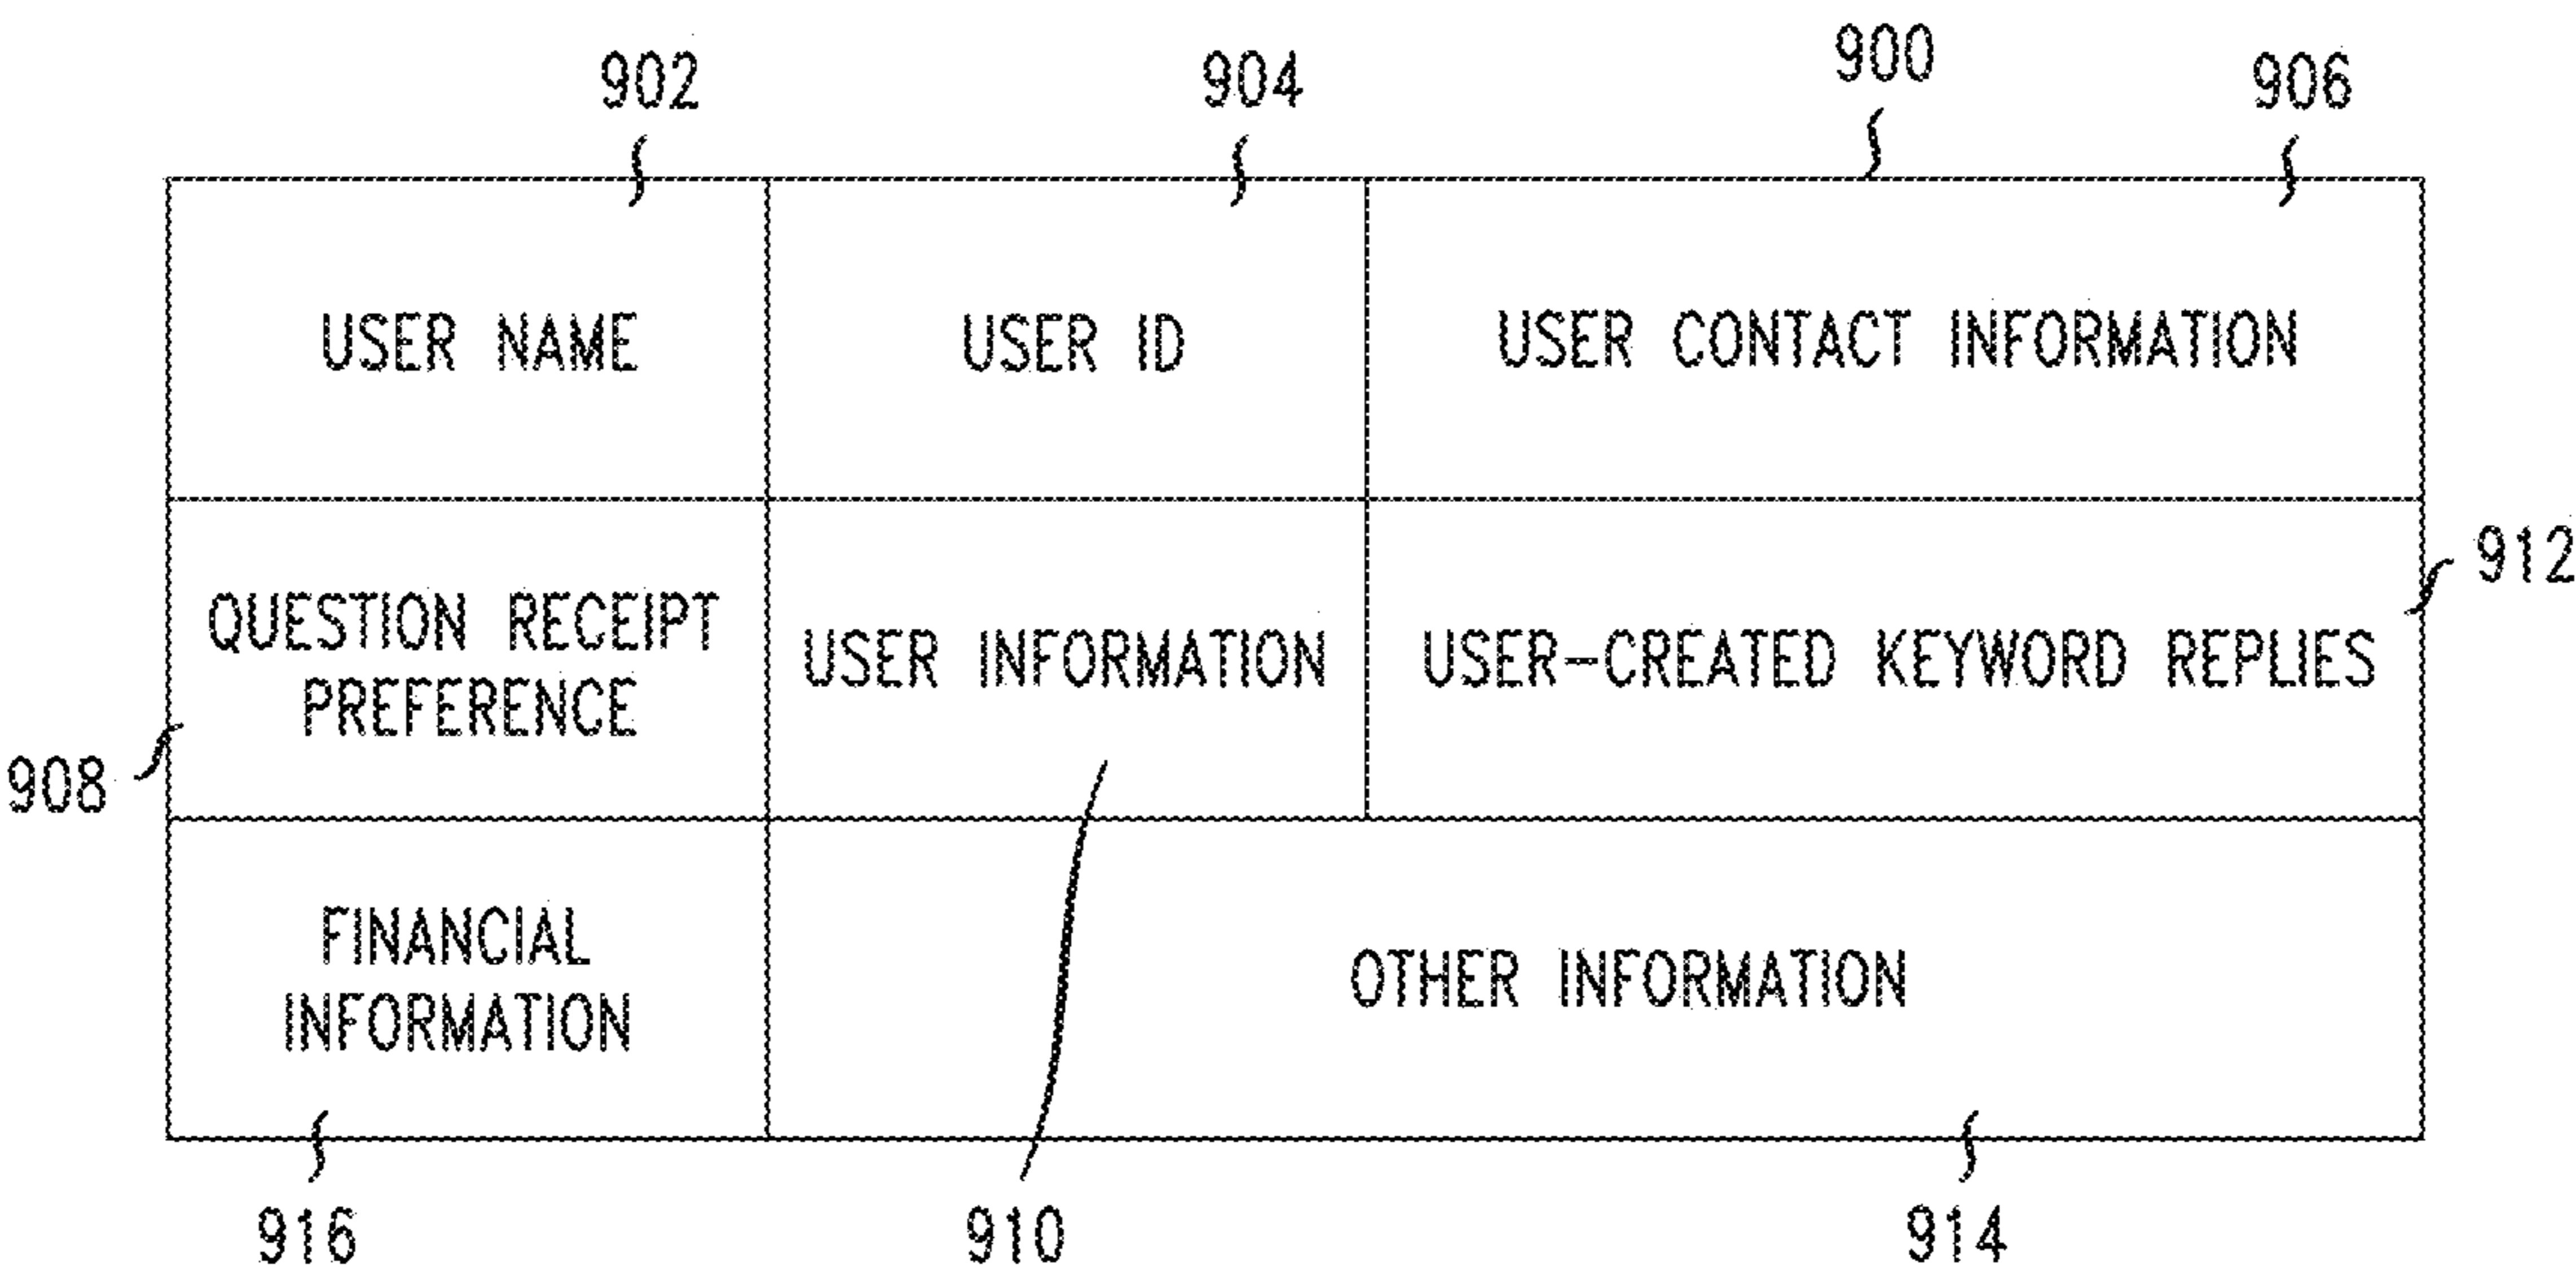 902
904
900
906
USER NAME
USER ID
USER CONTACT INFORMATION
QUESTION RECEIPT
PREFERENCE
USER INFORMATION
USER-CREATED KEYWORD REPLIES
912
908
FINANCIAL
INFORMATION
OTHER INFORMATION
916
910
914